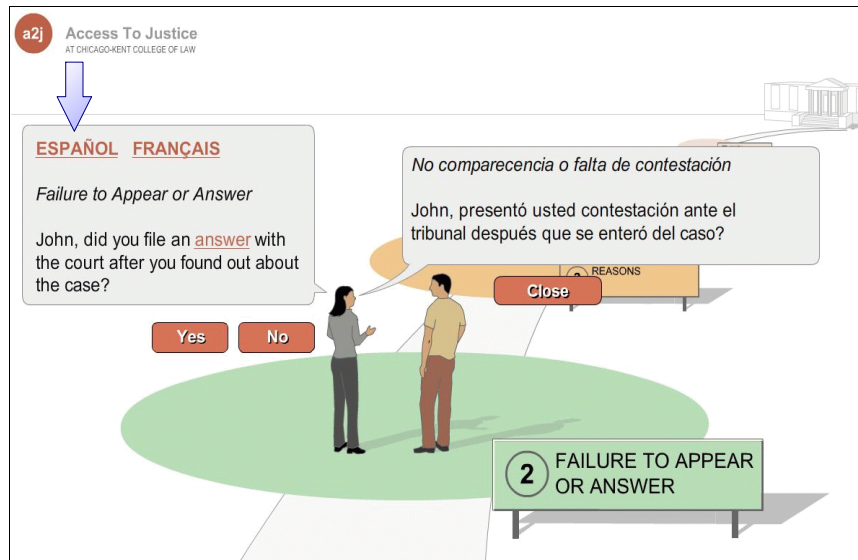 a2j
Access To Justice
AT CHICAGO-KENT COLLEGE OF LAW
ESPAÑOL FRANÇAIS
Failure to Appear or Answer
John, did you file an answer with
the court after you found out about
the case?
Yes No
No comparecencia o falta de contestación
John, presentó usted contestación ante el
tribunal después que se enteró del caso?
Close
REASONS
2 FAILURE TO APPEAR
OR ANSWER